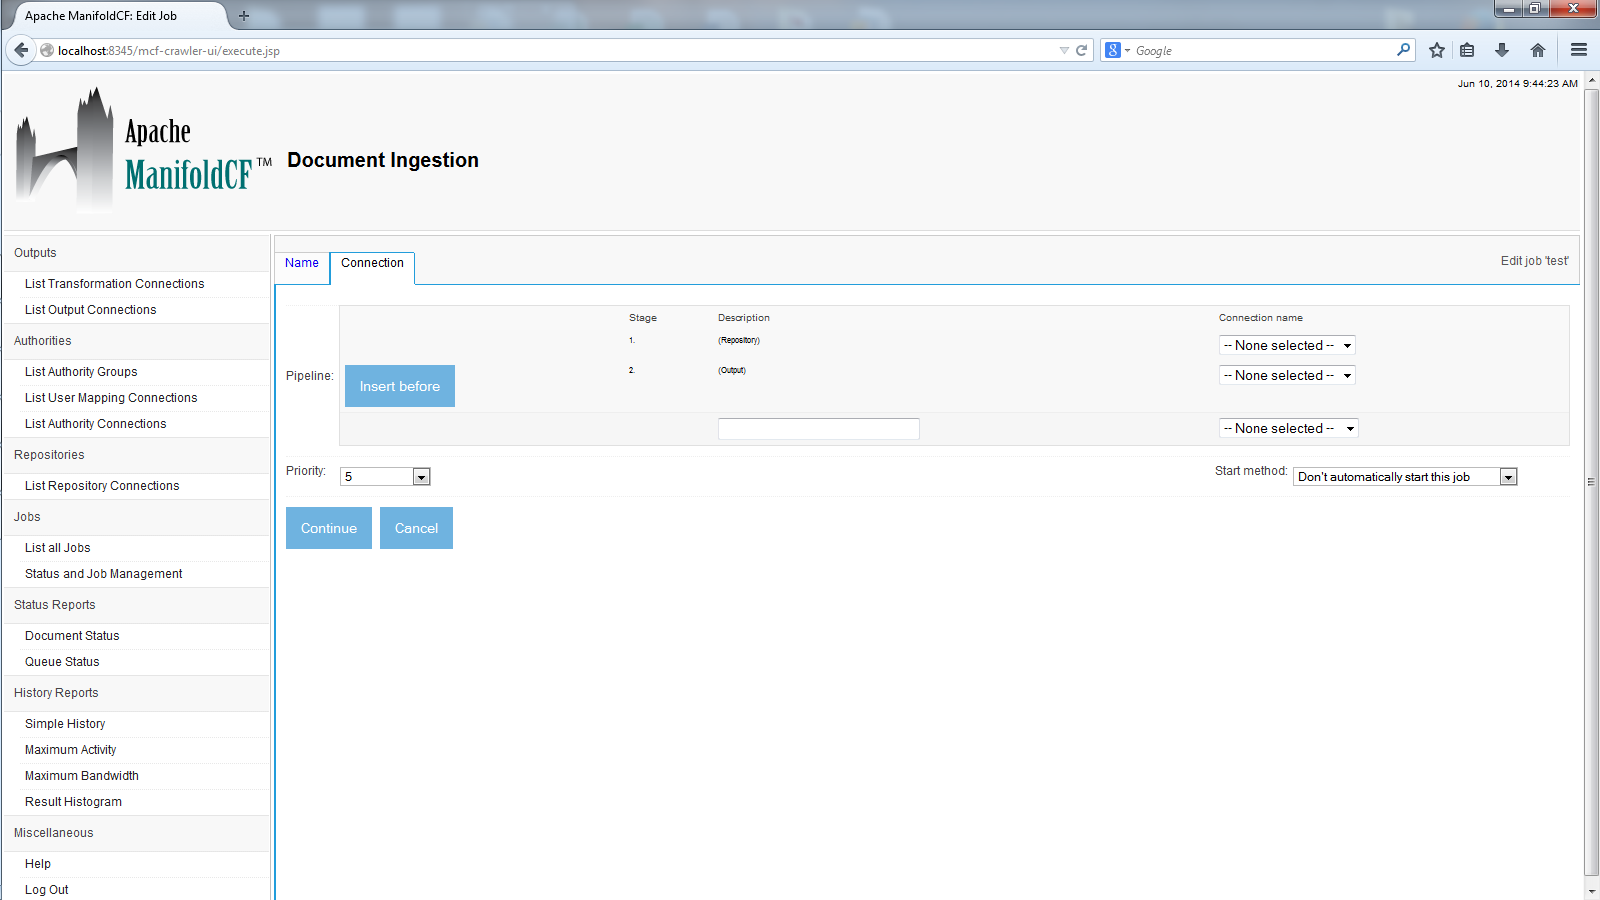 Apache ManifoldCF: Edit Job
localhost:8345/mcf-crawler-ui/execute.jsp
Google
Jun 10, 2014 9:44:23 AM
Apache
ManifoldCF™
Document Ingestion
Outputs
List Transformation Connections
List Output Connections
Authorities
List Authority Groups
List User Mapping Connections
List Authority Connections
Repositories
List Repository Connections
Jobs
List all Jobs
Status and Job Management
Status Reports
Document Status
Queue Status
History Reports
Simple History
Maximum Activity
Maximum Bandwidth
Result Histogram
Miscellaneous
Help
Log Out
Name Connection Edit job 'test'
Stage Description Connection name
1. (Repository) -- None selected --
Pipeline: Insert before 2. (Output) -- None selected --
-- None selected --
Priority: 5 Start method: Don't automatically start this job
Continue Cancel